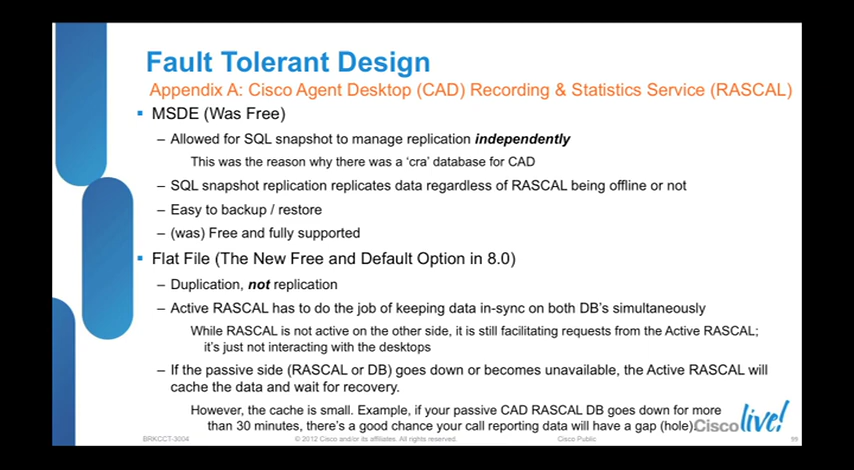 Fault Tolerant Design
Appendix A: Cisco Agent Desktop (CAD) Recording & Statistics Service (RASCAL)
▪ MSDE (Was Free)
– Allowed for SQL snapshot to manage replication independently
This was the reason why there was a ‘cra’ database for CAD
– SQL snapshot replication replicates data regardless of RASCAL being offline or not
– Easy to backup / restore
– (was) Free and fully supported
▪ Flat File (The New Free and Default Option in 8.0)
– Duplication, not replication
– Active RASCAL has to do the job of keeping data in-sync on both DB’s simultaneously
While RASCAL is not active on the other side, it is still facilitating requests from the Active RASCAL;
it’s just not interacting with the desktops
– If the passive side (RASCAL or DB) goes down or becomes unavailable, the Active RASCAL will
cache the data and wait for recovery.
However, the cache is small. Example, if your passive CAD RASCAL DB goes down for more
than 30 minutes, there’s a good chance your call reporting data will have a gap (hole).
Cisco live!
BRKCCT-3004 © 2012 Cisco and/or its affiliates. All rights reserved. Cisco Public 99